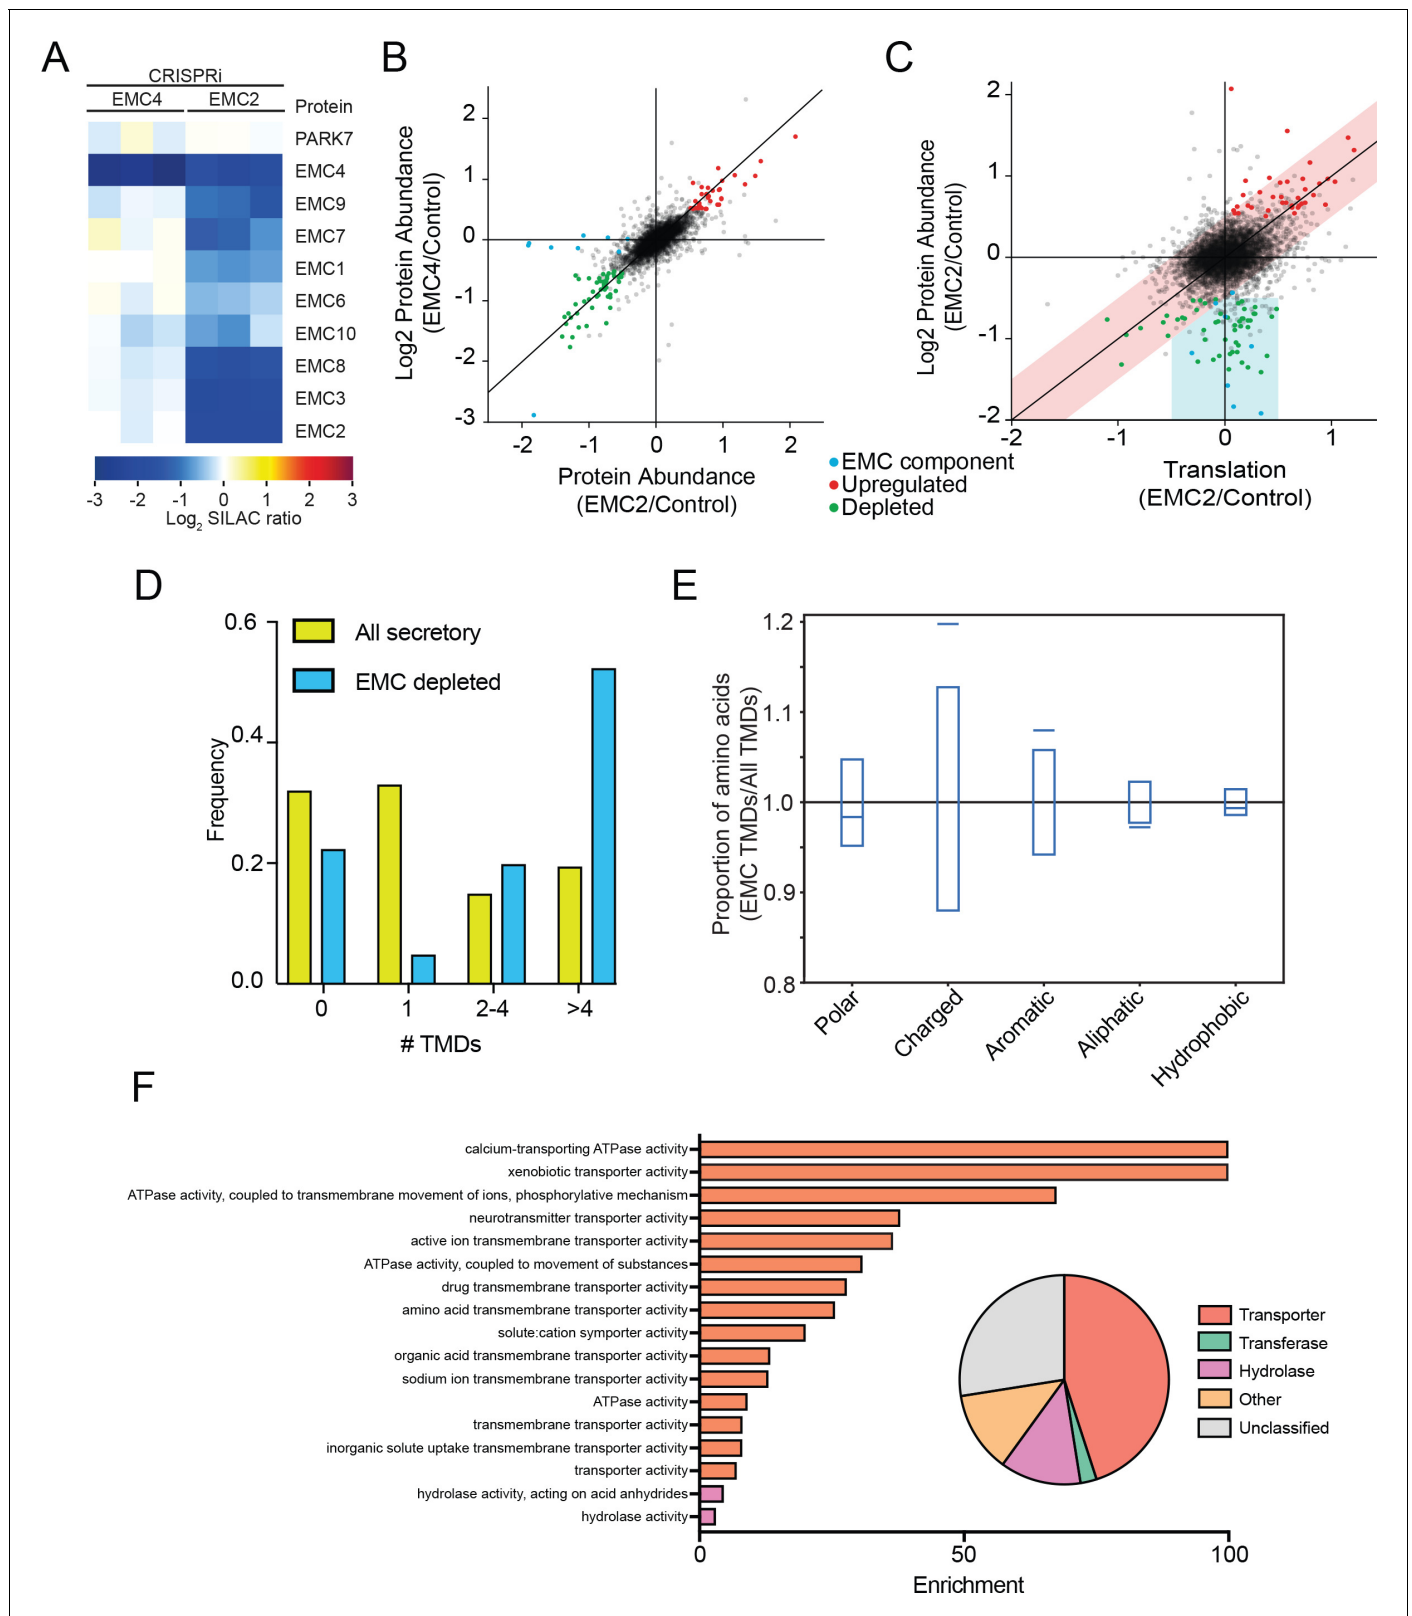 A
CRISPRi
EMC4 EMC2 Protein
PARK7
EMC4
EMC9
EMC7
EMC1
EMC6
EMC10
EMC8
EMC3
EMC2
-3 -2 -1 0 1 2 3
Log2 SILAC ratio
B
Log2 Protein Abundance
(EMC4/Control)
2
1
0
-1
-2
-3
-2 -1 0 1 2
Protein Abundance
(EMC2/Control)
EMC component
Upregulated
Depleted
C
Log2 Protein Abundance
(EMC2/Control)
2
1
0
-1
-2
-2 -1 0 1
Translation
(EMC2/Control)
D
Frequency
0.6
0.4
0.2
0.0
All secretory
EMC depleted
0 1 2-4 >4
# TMDs
E
Proportion of amino acids
(EMC TMDs/All TMDs)
1.2
1.1
1.0
0.9
0.8
Polar
Charged
Aromatic
Aliphatic
Hydrophobic
F
calcium-transporting ATPase activity
xenobiotic transporter activity
ATPase activity, coupled to transmembrane movement of ions, phosphorylative mechanism
neurotransmitter transporter activity
active ion transmembrane transporter activity
ATPase activity, coupled to movement of substances
drug transmembrane transporter activity
amino acid transmembrane transporter activity
solute:cation symporter activity
organic acid transmembrane transporter activity
sodium ion transmembrane transporter activity
ATPase activity
transmembrane transporter activity
inorganic solute uptake transmembrane transporter activity
transporter activity
hydrolase activity, acting on acid anhydrides
hydrolase activity
0 50 100
Enrichment
Transporter
Transferase
Hydrolase
Other
Unclassified